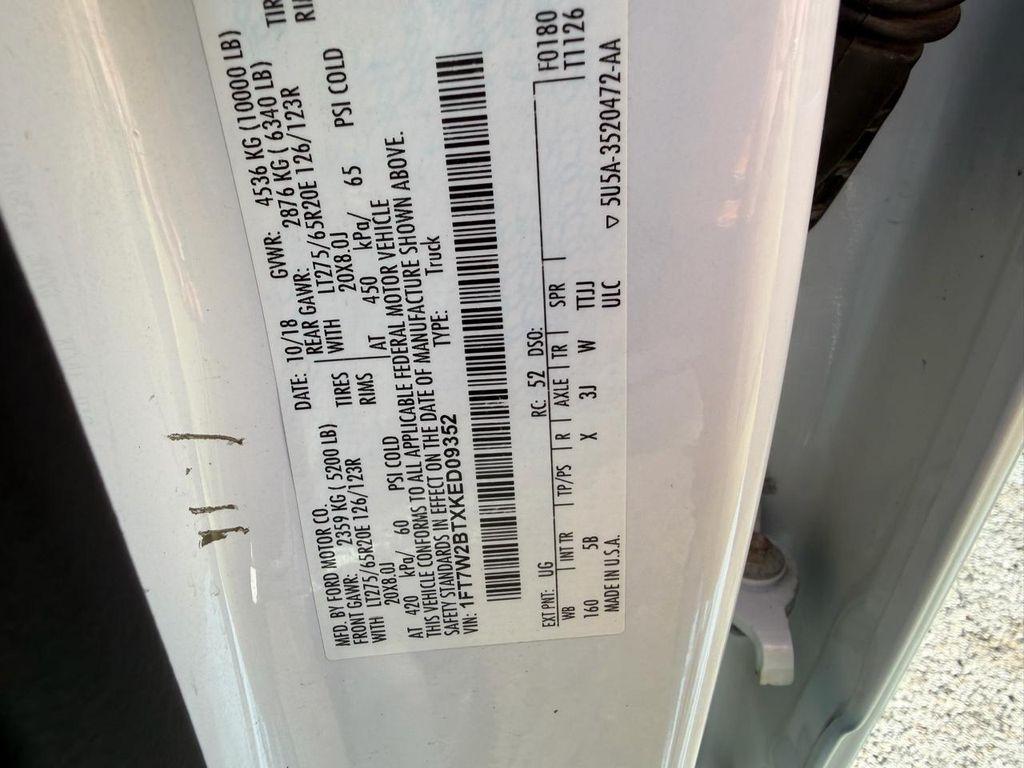 MFD. BY FORD MOTOR CO. DATE: 10/18 GVWR: 4536 KG (10000 LB)
FRONT GAWR: 2359 KG ( 5200 LB) REAR GAWR: 2876 KG ( 6340 LB)
WITH LT275/65R20E 126/123R TIRES WITH LT275/65R20E 126/123R TIR
20X8.0J RIMS 20X8.0J RI
AT 420 kPa/ 60 PSI COLD AT 450 kPa/ 65 PSI COLD
THIS VEHICLE CONFORMS TO ALL APPLICABLE FEDERAL MOTOR VEHICLE
SAFETY STANDARDS IN EFFECT ON THE DATE OF MANUFACTURE SHOWN ABOVE.
VIN: 1FT7W2BTXKED09352 TYPE: Truck
EXT PNT: UG RC: 52 DSO: F0180
WB INT TR TP/PS R AXLE TR SPR T1126
160 5B X 3J W TTJJ
MADE IN U.S.A. ULC ▽ 5U5A-3520472-AA